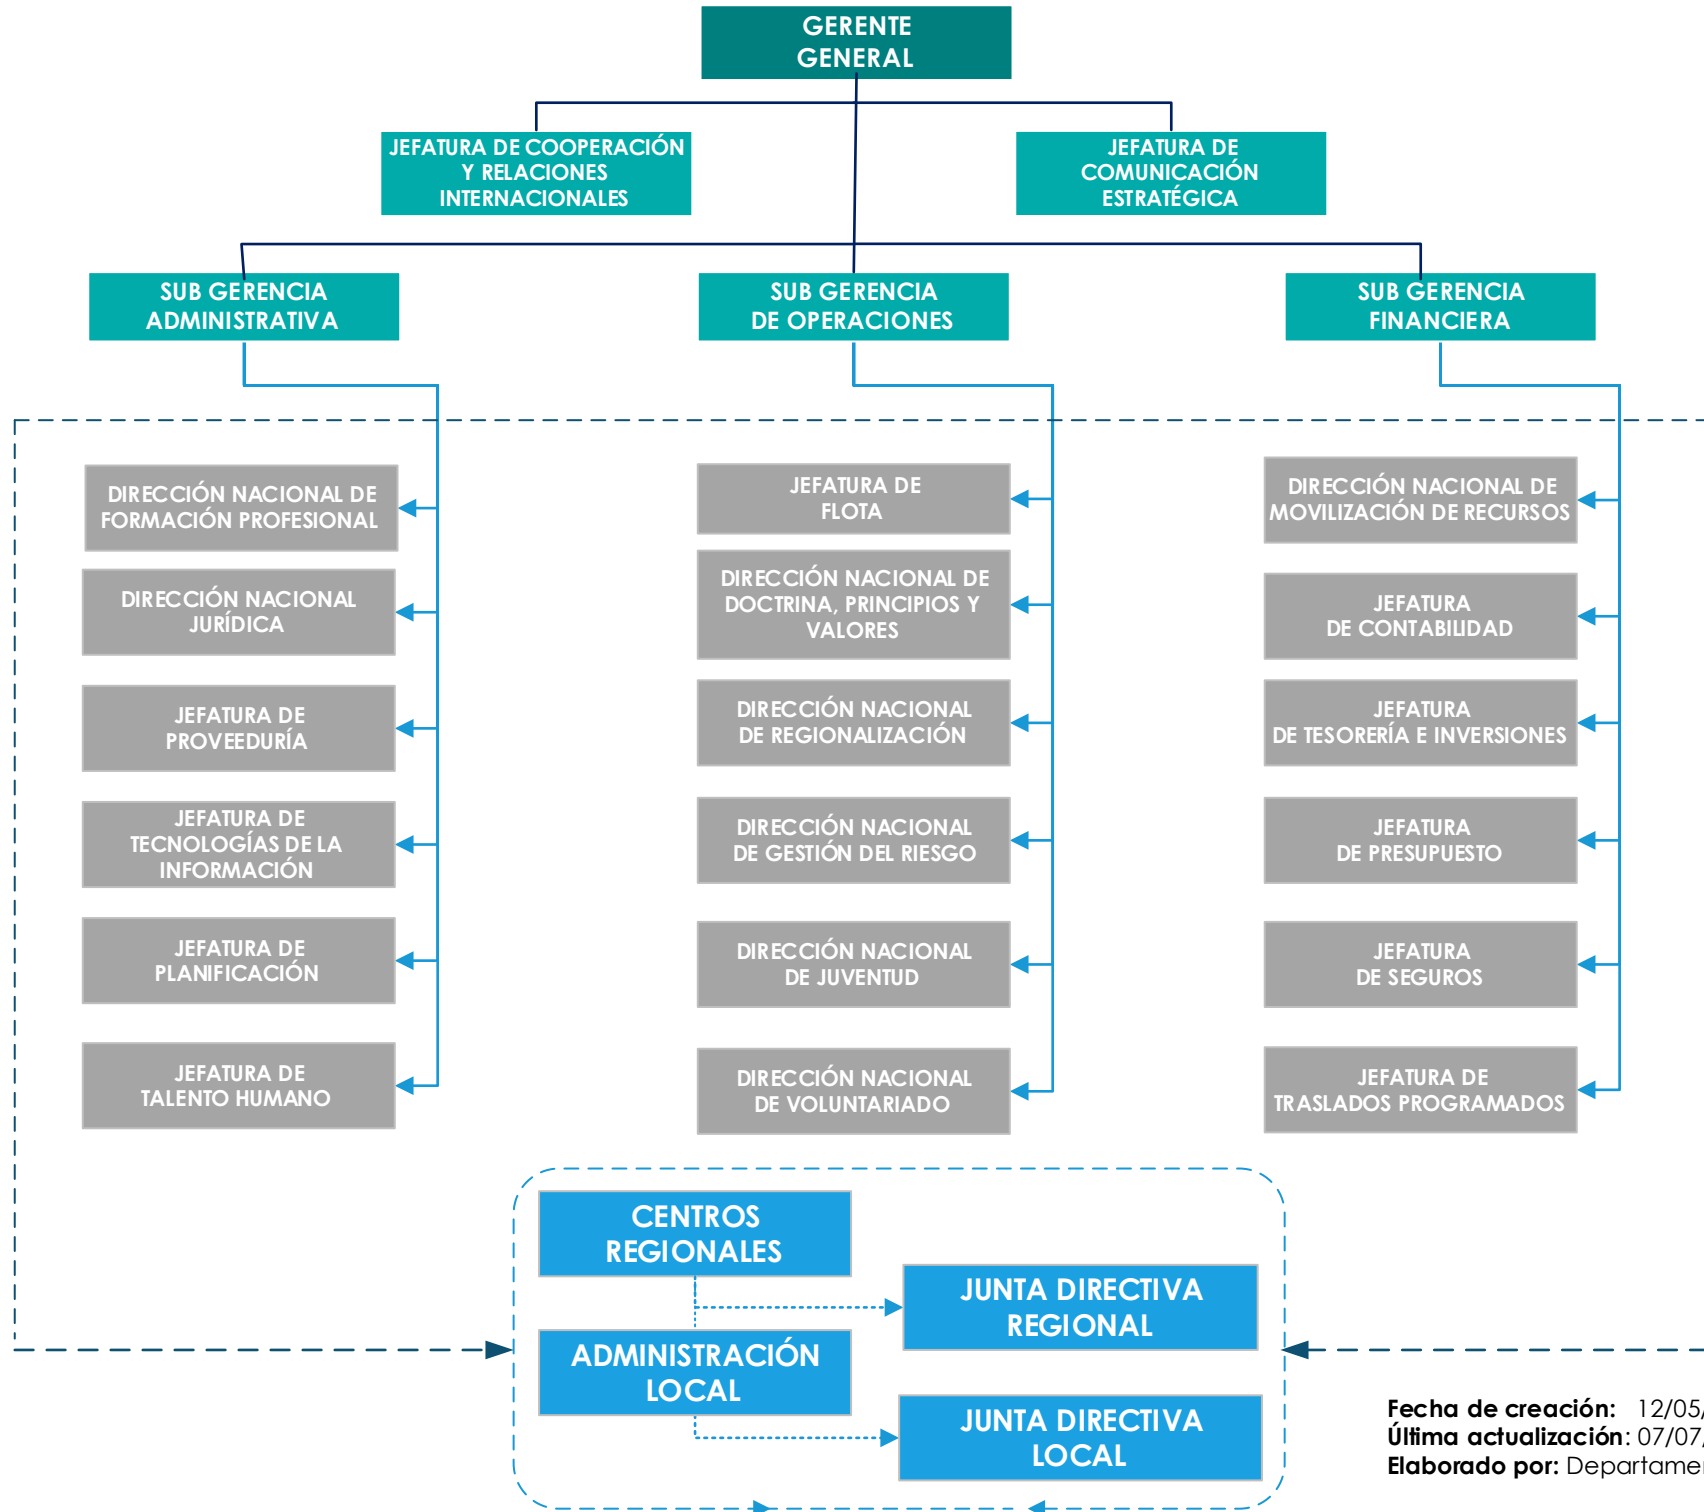 GERENTE
GENERAL
JEFATURA DE COOPERACIÓN
Y RELACIONES
INTERNACIONALES
JEFATURA DE
COMUNICACIÓN
ESTRATÉGICA
SUB GERENCIA
ADMINISTRATIVA
SUB GERENCIA
DE OPERACIONES
SUB GERENCIA
FINANCIERA
DIRECCIÓN NACIONAL DE
FORMACIÓN PROFESIONAL
DIRECCIÓN NACIONAL
JURÍDICA
JEFATURA DE
PROVEEDURÍA
JEFATURA DE
TECNOLOGÍAS DE LA
INFORMACIÓN
JEFATURA DE
PLANIFICACIÓN
JEFATURA DE
TALENTO HUMANO
JEFATURA DE
FLOTA
DIRECCIÓN NACIONAL DE
DOCTRINA, PRINCIPIOS Y
VALORES
DIRECCIÓN NACIONAL
DE REGIONALIZACIÓN
DIRECCIÓN NACIONAL
DE GESTIÓN DEL RIESGO
DIRECCIÓN NACIONAL
DE JUVENTUD
DIRECCIÓN NACIONAL
DE VOLUNTARIADO
DIRECCIÓN NACIONAL DE
MOVILIZACIÓN DE RECURSOS
JEFATURA
DE CONTABILIDAD
JEFATURA
DE TESORERÍA E INVERSIONES
JEFATURA
DE PRESUPUESTO
JEFATURA
DE SEGUROS
JEFATURA DE
TRASLADOS PROGRAMADOS
CENTROS
REGIONALES
JUNTA DIRECTIVA
REGIONAL
ADMINISTRACIÓN
LOCAL
JUNTA DIRECTIVA
LOCAL
Fecha de creación: 12/05/
Última actualización: 07/07/
Elaborado por: